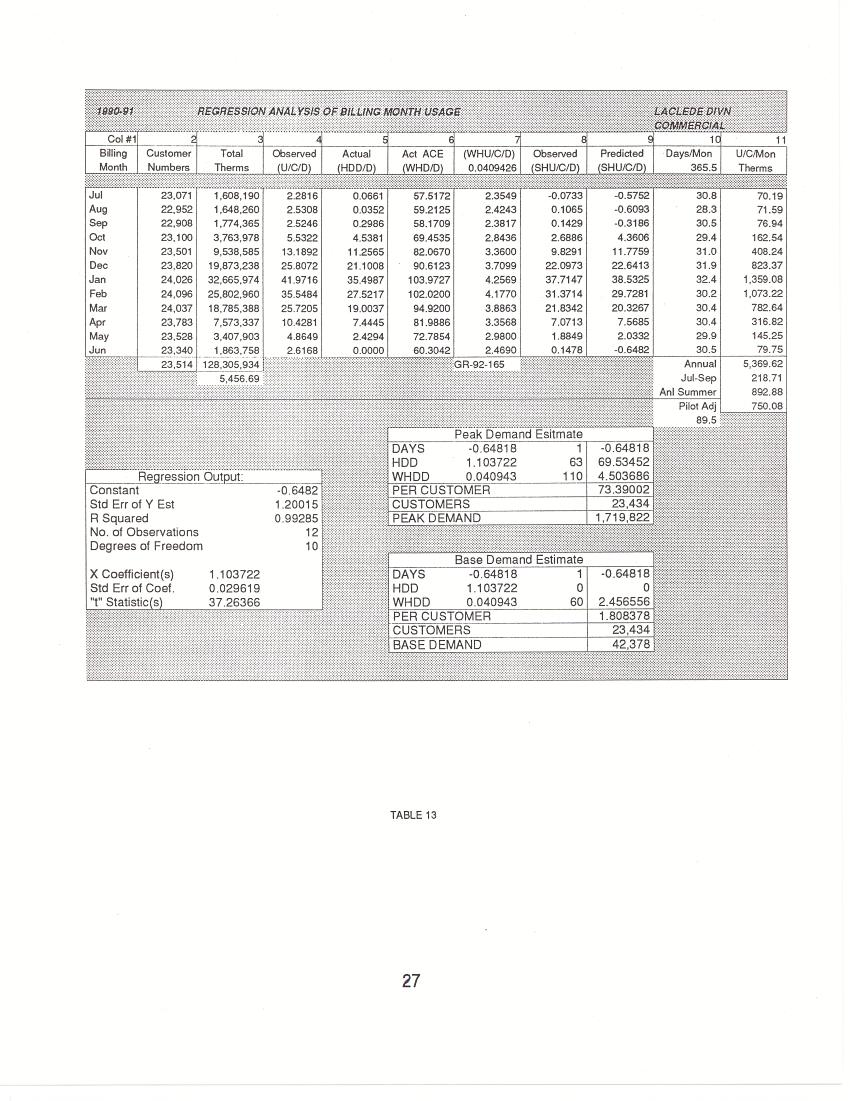 1990-91 REGRESSION ANALYSIS OF BILLING MONTH USAGE LACLEDE DIVN
COMMERCIAL
Col #1 2 3 4 5 6 7 8 9 10 11
Billing Customer Total Observed Actual Act ACE (WHU/C/D) Observed Predicted Days/Mon U/C/Mon
Month Numbers Therms (U/C/D) (HDD/D) (WHD/D) 0.0409426 (SHU/C/D) (SHU/C/D) 365.5 Therms
Jul 23,071 1,608,190 2.2816 0.0661 57.5172 2.3549 -0.0733 -0.5752 30.8 70.19
Aug 22,952 1,648,260 2.5308 0.0352 59.2125 2.4243 0.1065 -0.6093 28.3 71.59
Sep 22,908 1,774,365 2.5246 0.2986 58.1709 2.3817 0.1429 -0.3186 30.5 76.94
Oct 23,100 3,763,978 5.5322 4.5381 69.4535 2.8436 2.6886 4.3606 29.4 162.54
Nov 23,501 9,538,585 13.1892 11.2565 82.0670 3.3600 9.8291 11.7759 31.0 408.24
Dec 23,820 19,873,238 25.8072 21.1008 90.6123 3.7099 22.0973 22.6413 31.9 823.37
Jan 24,026 32,665,974 41.9716 35.4987 103.9727 4.2569 37.7147 38.5325 32.4 1,359.08
Feb 24,096 25,802,960 35.5484 27.5217 102.0200 4.1770 31.3714 29.7281 30.2 1,073.22
Mar 24,037 18,785,388 25.7205 19.0037 94.9200 3.8863 21.8342 20.3267 30.4 782.64
Apr 23,783 7,573,337 10.4281 7.4445 81.9886 3.3568 7.0713 7.5685 30.4 316.82
May 23,528 3,407,903 4.8649 2.4294 72.7854 2.9800 1.8849 2.0332 29.9 145.25
Jun 23,340 1,863,758 2.6168 0.0000 60.3042 2.4690 0.1478 -0.6482 30.5 79.75
23,514 128,305,934 GR-92-165 Annual 5,369.62
5,456.69 Jul-Sep 218.71
Anl Summer 892.88
Pilot Adj 750.08
89.5
Peak Demand Esitmate
DAYS -0.64818 1 -0.64818
HDD 1.103722 63 69.53452
WHDD 0.040943 110 4.503686
PER CUSTOMER 73.39002
CUSTOMERS 23,434
PEAK DEMAND 1,719,822
Regression Output:
Constant -0.6482
Std Err of Y Est 1.20015
R Squared 0.99285
No. of Observations 12
Degrees of Freedom 10
X Coefficient(s) 1.103722
Std Err of Coef. 0.029619
"t" Statistic(s) 37.26366
Base Demand Estimate
DAYS -0.64818 1 -0.64818
HDD 1.103722 0 0
WHDD 0.040943 60 2.456556
PER CUSTOMER 1.808378
CUSTOMERS 23,434
BASE DEMAND 42,378
TABLE 13
27